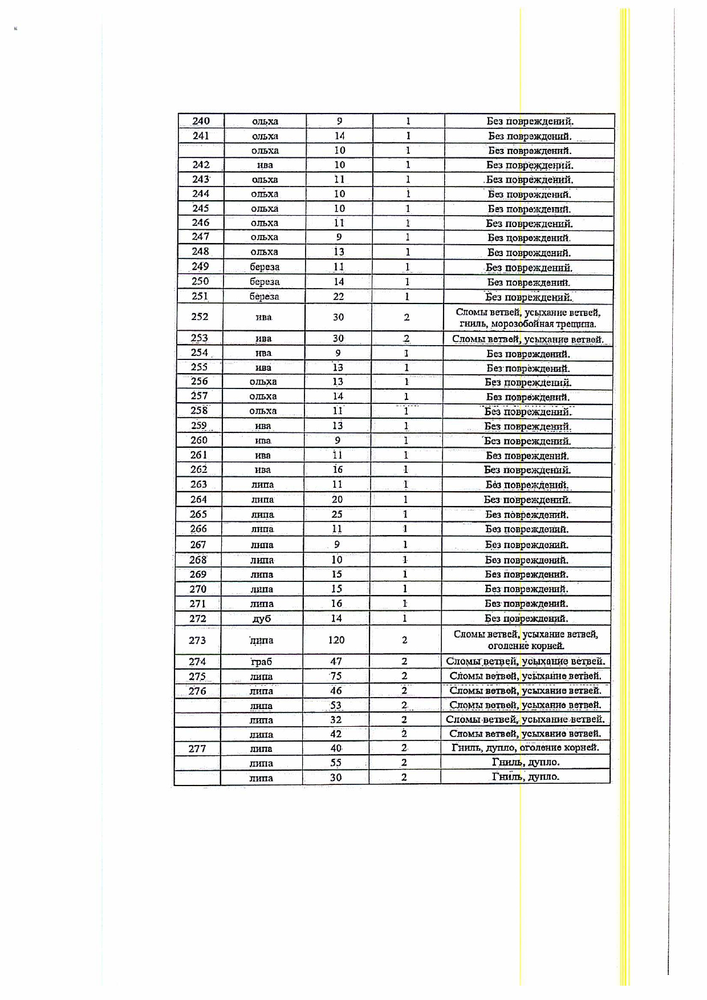 240 ольха 9 1 Без повреждений.
241 ольха 14 1 Без повреждений.
ольха 10 1 Без повреждений.
242 ива 10 1 Без повреждений.
243 ольха 11 1 Без повреждений.
244 ольха 10 1 Без повреждений.
245 ольха 10 1 Без повреждений.
246 ольха 11 1 Без повреждений.
247 ольха 9 1 Без повреждений.
248 ольха 13 1 Без повреждений.
249 береза 11 1 Без повреждений.
250 береза 14 1 Без повреждений.
251 береза 22 1 Без повреждений.
252 ива 30 2 Сломы ветвей, усыхание ветвей,
гниль, морозобойная трещина.
253 ива 30 2 Сломы ветвей, усыхание ветвей.
254 ива 9 1 Без повреждений.
255 ива 13 1 Без повреждений.
256 ольха 13 1 Без повреждений.
257 ольха 14 1 Без повреждений.
258 ольха 11 1 Без повреждений.
259 ива 13 1 Без повреждений.
260 ива 9 1 Без повреждений.
261 ива 11 1 Без повреждений.
262 ива 16 1 Без повреждений.
263 липа 11 1 Без повреждений.
264 липа 20 1 Без повреждений.
265 липа 25 1 Без повреждений.
266 липа 11 1 Без повреждений.
267 липа 9 1 Без повреждений.
268 липа 10 1 Без повреждений.
269 липа 15 1 Без повреждений.
270 липа 15 1 Без повреждений.
271 липа 16 1 Без повреждений.
272 дуб 14 1 Без повреждений.
273 липа 120 2 Сломы ветвей, усыхание ветвей,
оголение корней.
274 граб 47 2 Сломы ветвей, усыхание ветвей.
275 липа 75 2 Сломы ветвей, усыхание ветвей.
276 липа 46 2 Сломы ветвей, усыхание ветвей.
липа 53 2 Сломы ветвей, усыхание ветвей.
липа 32 2 Сломы ветвей, усыхание ветвей.
липа 42 2 Сломы ветвей, усыхание ветвей.
277 липа 40 2 Гниль, дупло, оголение корней.
липа 55 2 Гниль, дупло.
липа 30 2 Гниль, дупло.